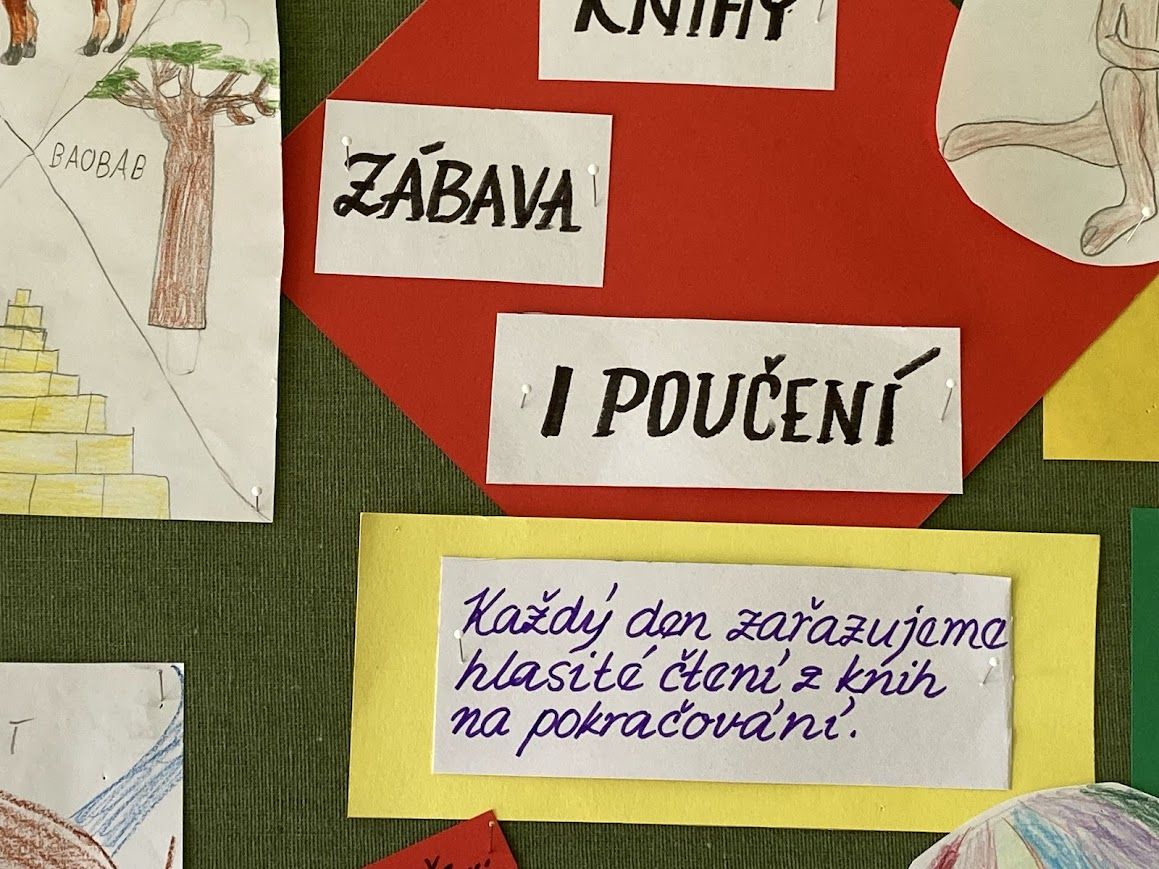 KNIHY
ZÁBAVA
BAOBAB
I POUČENÍ
Každý den zařazujeme
hlasité čtení z knih
na pokračování.
T